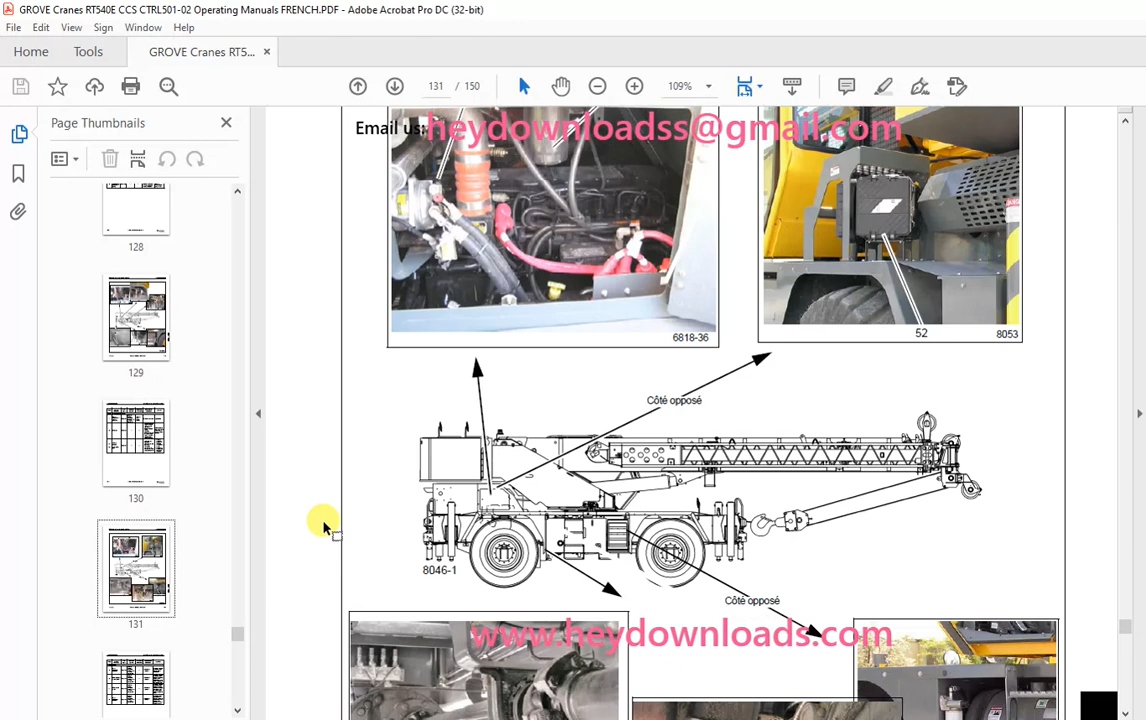 GROVE Cranes RT540E CCS CTRL501-02 Operating Manuals FRENCH.PDF - Adobe Acrobat Pro DC (32-bit)
File Edit View Sign Window Help
Home Tools GROVE Cranes RT5... ×
131 / 150 109%
Page Thumbnails
128
129
130
131
Email us: heydownloadss@gmail.com
6818-36
52 8053
Côté opposé
8046-1
Côté opposé
www.heydownloads.com